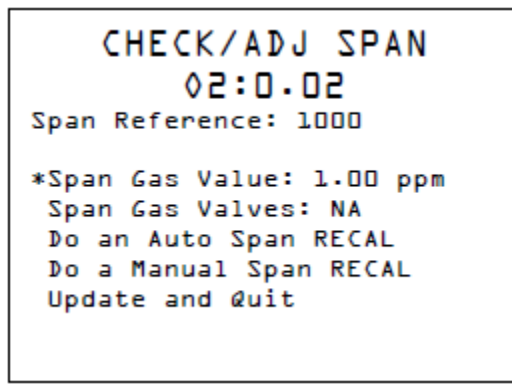 CHECK/ADJ SPAN
◊2:0.02
Span Reference: 1000
*Span Gas Value: 1.00 ppm
Span Gas Valves: NA
Do an Auto Span RECAL
Do a Manual Span RECAL
Update and Quit